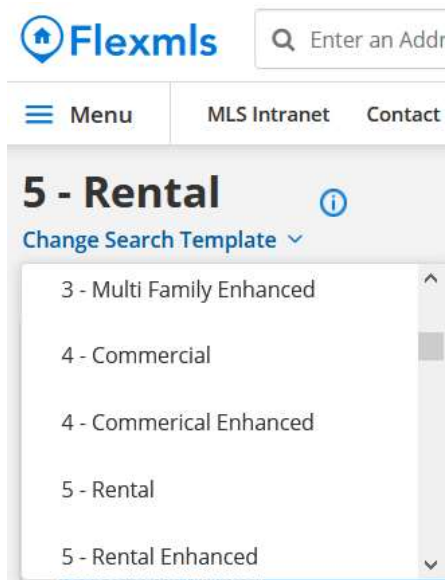 Flexmls
Enter an Addr
Menu MLS Intranet Contact
5 - Rental
Change Search Template
3 - Multi Family Enhanced
4 - Commercial
4 - Commerical Enhanced
5 - Rental
5 - Rental Enhanced